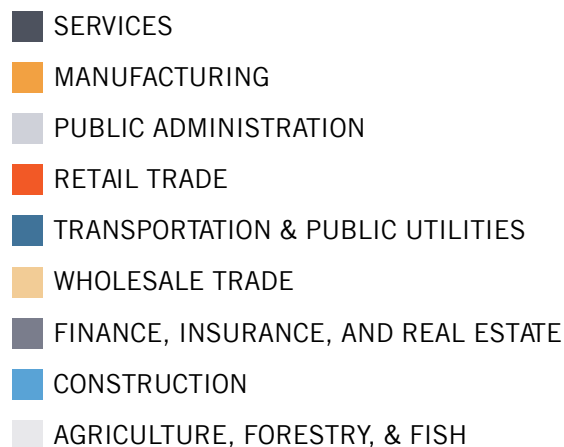 SERVICES
MANUFACTURING
PUBLIC ADMINISTRATION
RETAIL TRADE
TRANSPORTATION & PUBLIC UTILITIES
WHOLESALE TRADE
FINANCE, INSURANCE, AND REAL ESTATE
CONSTRUCTION
AGRICULTURE, FORESTRY, & FISH